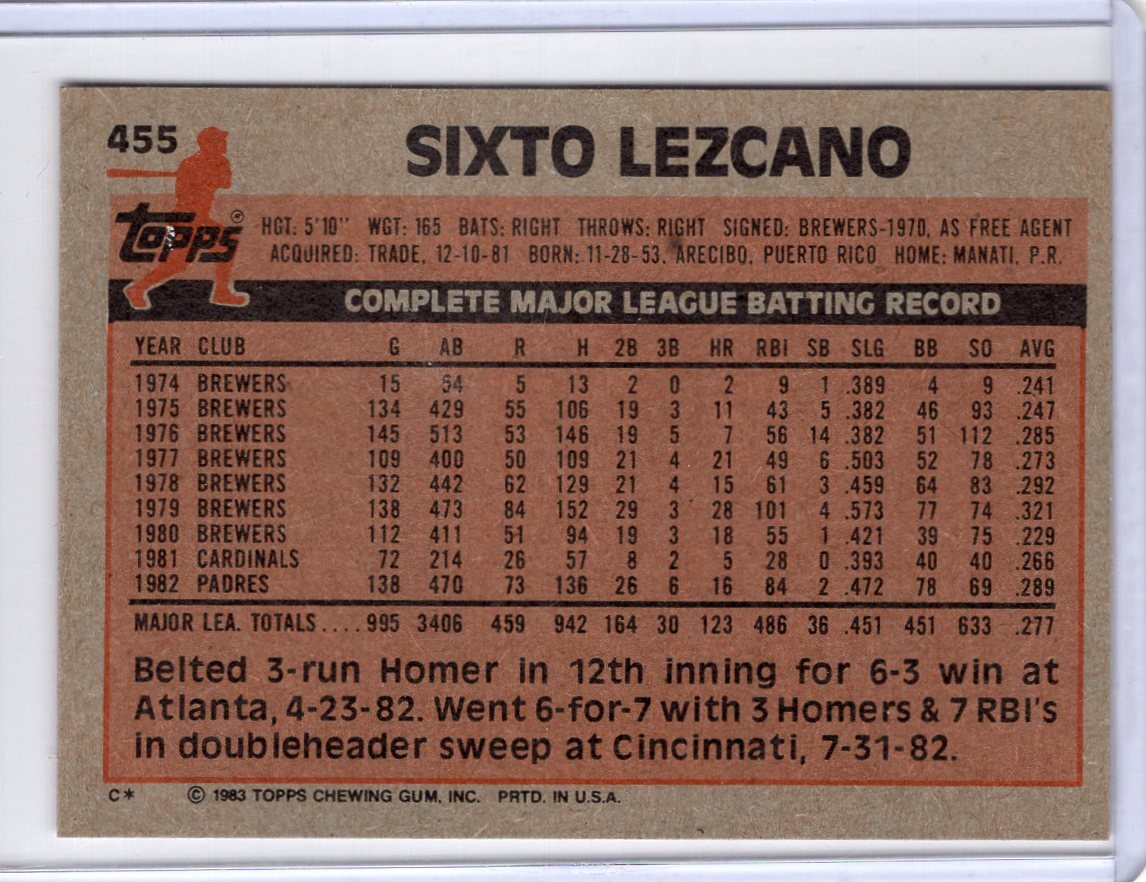 455
SIXTO LEZCANO
TOPPS ®
HGT: 5'10" WGT: 165 BATS: RIGHT THROWS: RIGHT SIGNED: BREWERS-1970, AS FREE AGENT
ACQUIRED: TRADE, 12-10-81 BORN: 11-28-53, ARECIBO, PUERTO RICO HOME: MANATI, P.R.
COMPLETE MAJOR LEAGUE BATTING RECORD
YEAR CLUB G AB R H 2B 3B HR RBI SB SLG BB SO AVG
1974 BREWERS 15 54 5 13 2 0 2 9 1 .389 4 9 .241
1975 BREWERS 134 429 55 106 19 3 11 43 5 .382 46 93 .247
1976 BREWERS 145 513 53 146 19 5 7 56 14 .382 51 112 .285
1977 BREWERS 109 400 50 109 21 4 21 49 6 .503 52 78 .273
1978 BREWERS 132 442 62 129 21 4 15 61 3 .459 64 83 .292
1979 BREWERS 138 473 84 152 29 3 28 101 4 .573 77 74 .321
1980 BREWERS 112 411 51 94 19 3 18 55 1 .421 39 75 .229
1981 CARDINALS 72 214 26 57 8 2 5 28 0 .393 40 40 .266
1982 PADRES 138 470 73 136 26 6 16 84 2 .472 78 69 .289
MAJOR LEA. TOTALS....995 3406 459 942 164 30 123 486 36 .451 451 633 .277
Belted 3-run Homer in 12th inning for 6-3 win at
Atlanta, 4-23-82. Went 6-for-7 with 3 Homers & 7 RBI's
in doubleheader sweep at Cincinnati, 7-31-82.
C* © 1983 TOPPS CHEWING GUM, INC. PRTD. IN U.S.A.